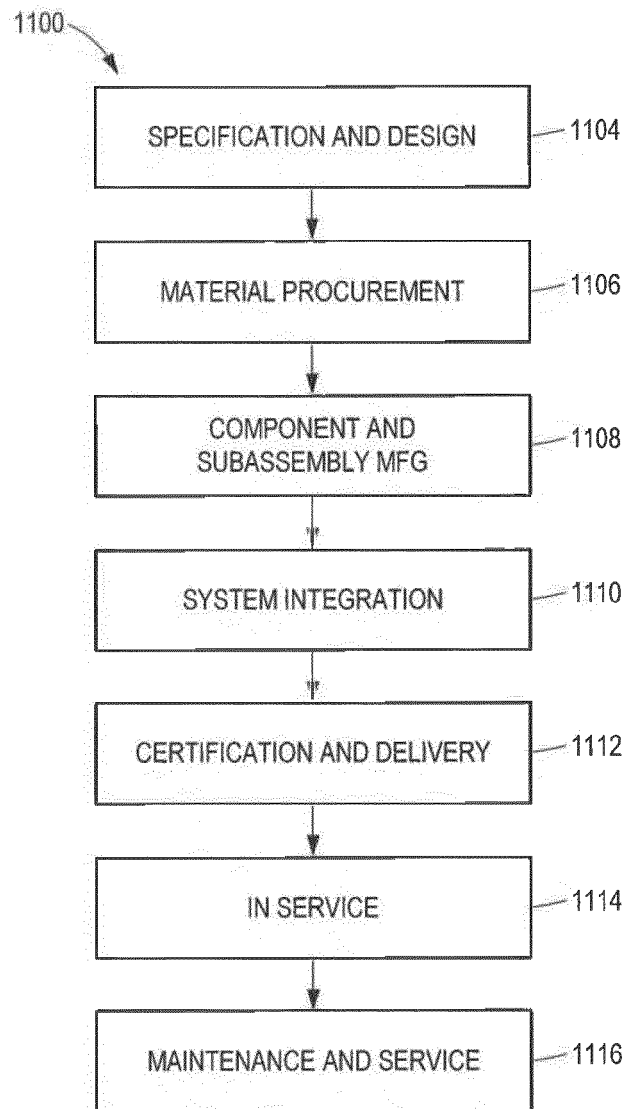 1100
SPECIFICATION AND DESIGN
1104
MATERIAL PROCUREMENT
1106
COMPONENT AND
SUBASSEMBLY MFG
1108
SYSTEM INTEGRATION
1110
CERTIFICATION AND DELIVERY
1112
IN SERVICE
1114
MAINTENANCE AND SERVICE
1116